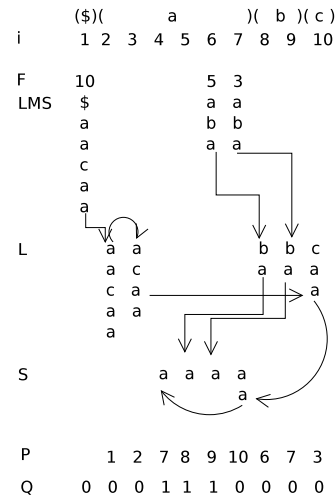 ($)( a )( b )( c )
i 1 2 3 4 5 6 7 8 9 10
F 10 5 3
LMS $ a a
a b b
a a a
c
a
a
L a a b b c
a c a a a
c a a
a a
a
S a a a a
a
P 1 2 7 8 9 10 6 7 3
Q 0 0 0 1 1 1 0 0 0 0